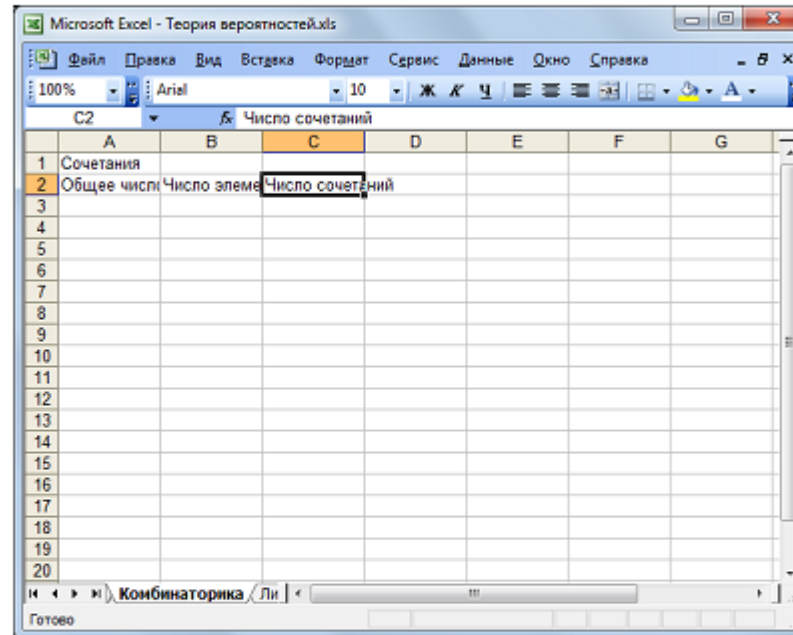 Microsoft Excel - Теория вероятностей.xls
Файл Правка Вид Вставка Формат Сервис Данные Окно Справка
100% Arial 10 Ж К Ч А
C2 fx Число сочетаний
A B C D E F G
1 Сочетания
2 Общее числ Число элеме Число сочетаний
3
4
5
6
7
8
9
10
11
12
13
14
15
16
17
18
19
20
Комбинаторика Ли
Готово